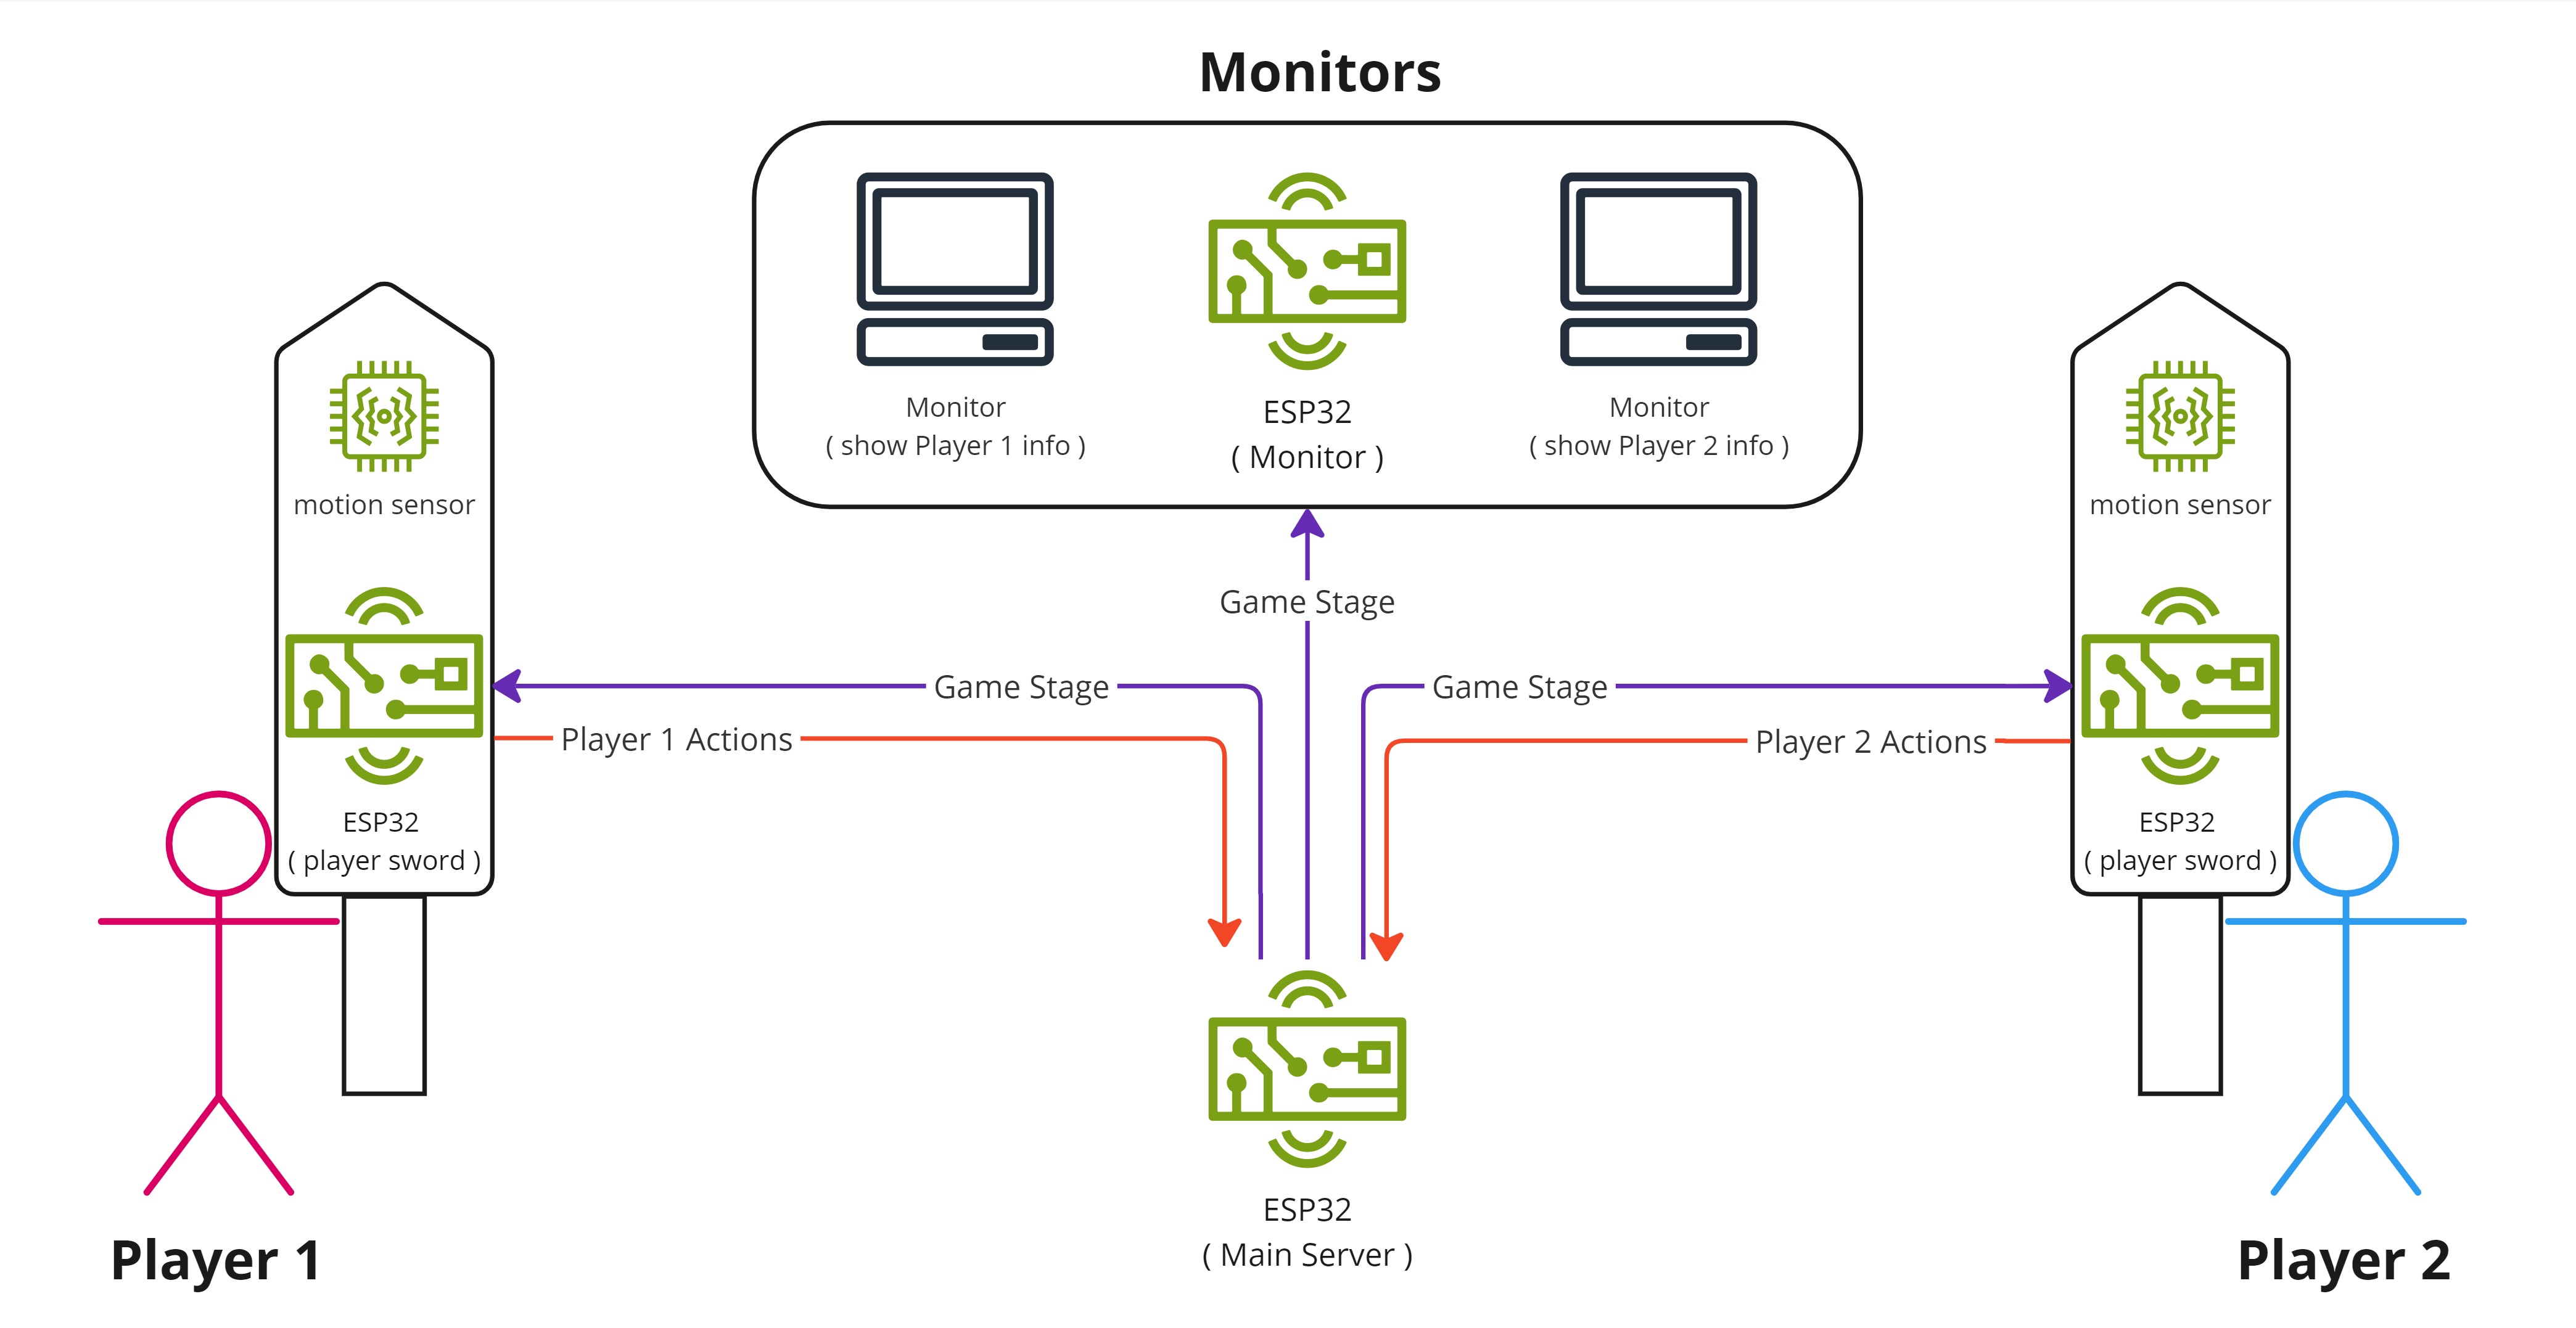 Monitors
Monitor
( show Player 1 info )
ESP32
( Monitor )
Monitor
( show Player 2 info )
motion sensor
motion sensor
Game Stage
Game Stage
Game Stage
Player 1 Actions
Player 2 Actions
ESP32
( player sword )
ESP32
( player sword )
ESP32
( Main Server )
Player 1
Player 2